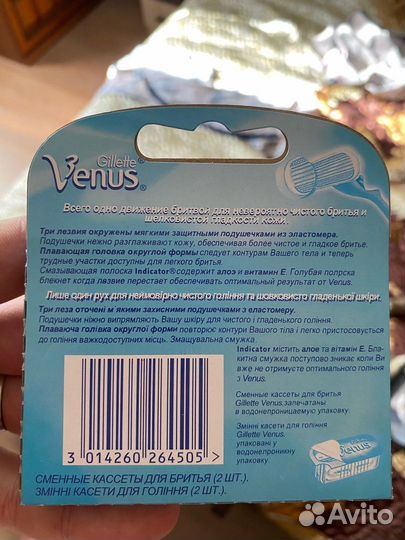 Gillette®
Venus®
Всего одно движение бритвой для невероятно чистого бритья и
шелковистой гладкости кожи.
Три лезвия окружены мягкими защитными подушечками из эластомера.
Подушечки нежно разглаживают кожу, обеспечивая более чистое и гладкое бритье.
Плавающая головка округлой формы следует контурам Вашего тела и теперь
трудные участки доступны для легкого бритья.
Смазывающая полоска Indicator® содержит алоэ и витамин Е. Голубая полоска
блекнет когда лезвие перестает обеспечивать оптимальный результат от Venus.
Лише один рух для неймовірно чистого гоління та шовковисто гладенької шкіри.
Три леза оточені м якими захисними подушечками з еластомеру.
Подушечки ніжно випрямляють Вашу шкіру для чистого і гладенького гоління.
Плаваюча голівка округлої форми повторює контури Вашого тіла і легко пристосовується
до гоління важкодоступних місць. Змащувальна смужка
Indicator містить алое та вітамін Е. Бла-
китна смужка поступово зникає коли Ви
вже не отримуєте оптимального гоління
з Venus.
Сменные кассеты для бритья
Gillette Venus, запечатаны
в водонепроницаемую упаковку.
Змінні касети для гоління
Gillette Venus,
упаковані у
водонепроникну
упаковку.
Venus
3 014260 264505 >
СМЕННЫЕ КАССЕТЫ ДЛЯ БРИТЬЯ (2 ШТ.).
ЗМІННІ КАСЕТИ ДЛЯ ГОЛІННЯ (2 ШТ.).
Avito